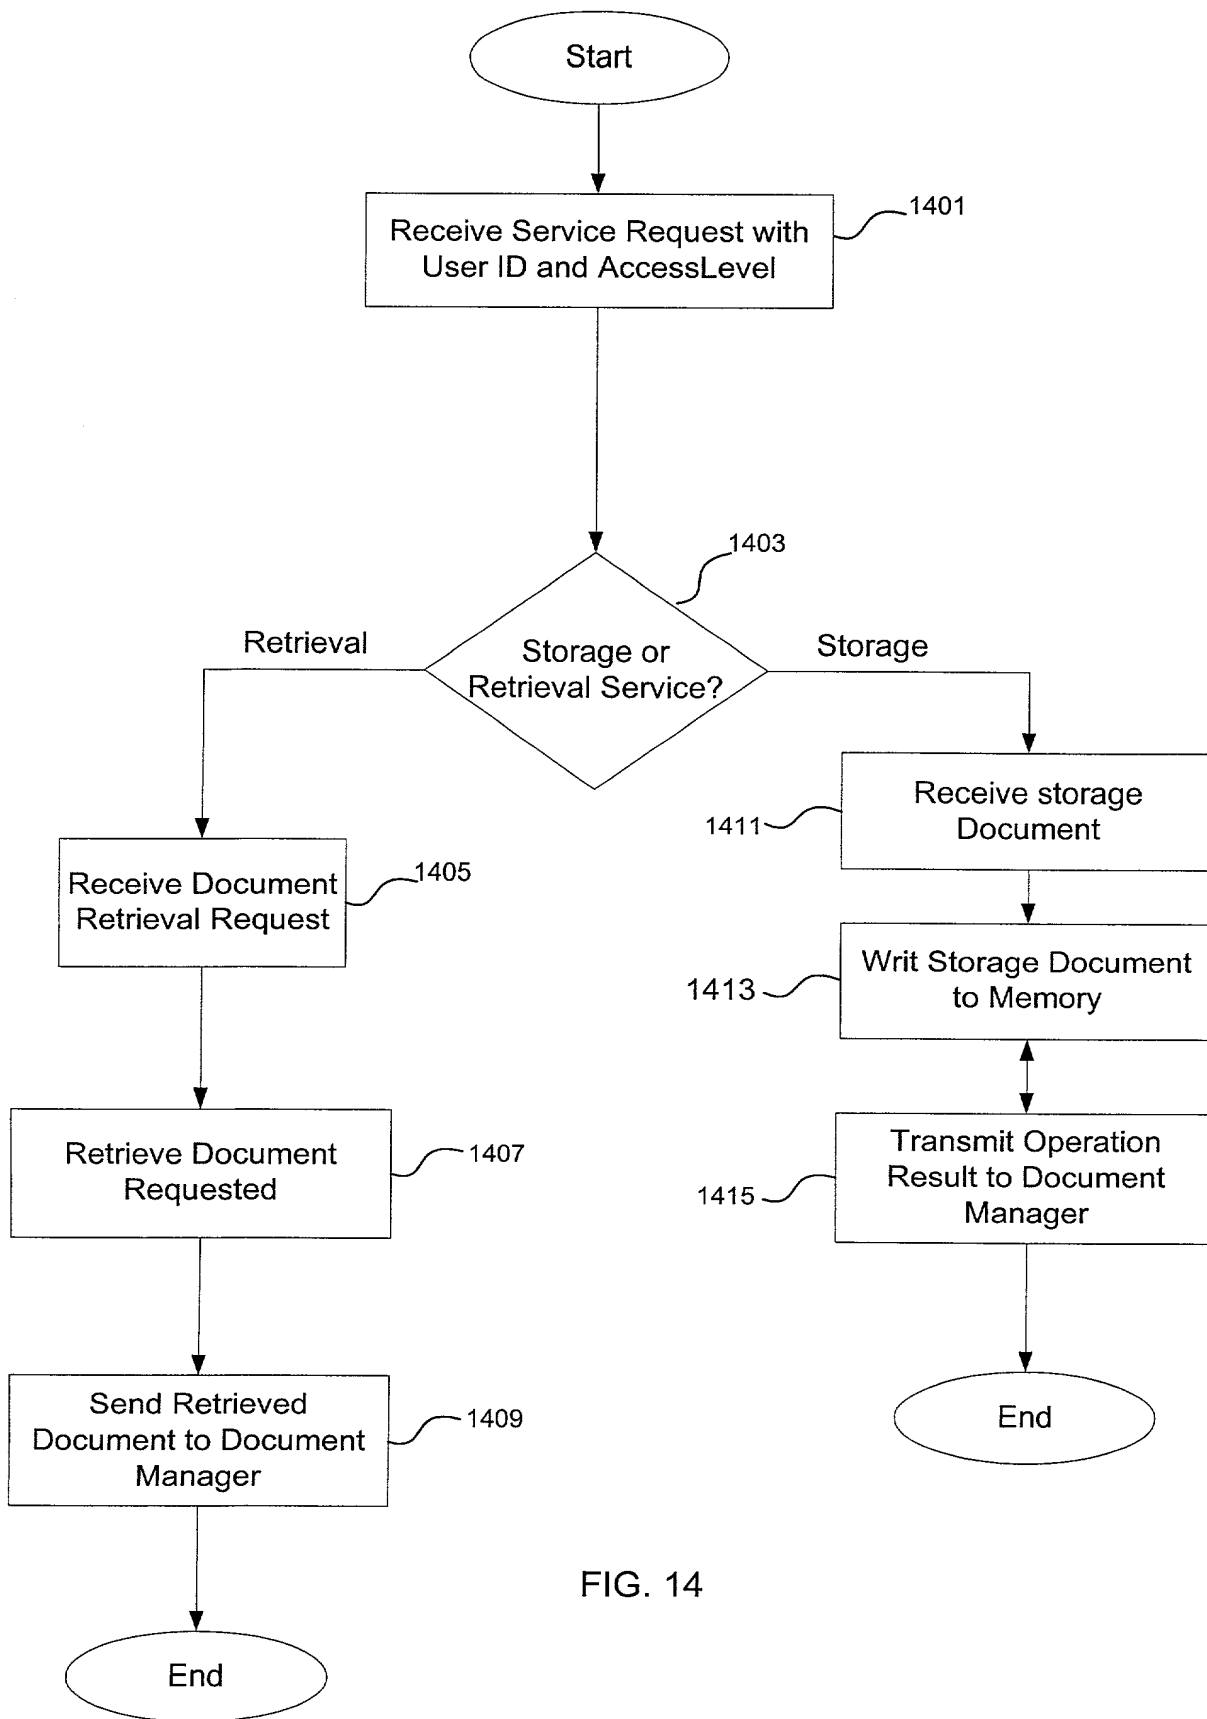 Start
1401
Receive Service Request with
User ID and AccessLevel
1403
Retrieval
Storage
Storage or
Retrieval Service?
Receive Document
Retrieval Request
1405
Retrieve Document
Requested
1407
Send Retrieved
Document to Document
Manager
1409
End
Receive storage
Document
1411
Writ Storage Document
to Memory
1413
Transmit Operation
Result to Document
Manager
1415
End
FIG. 14